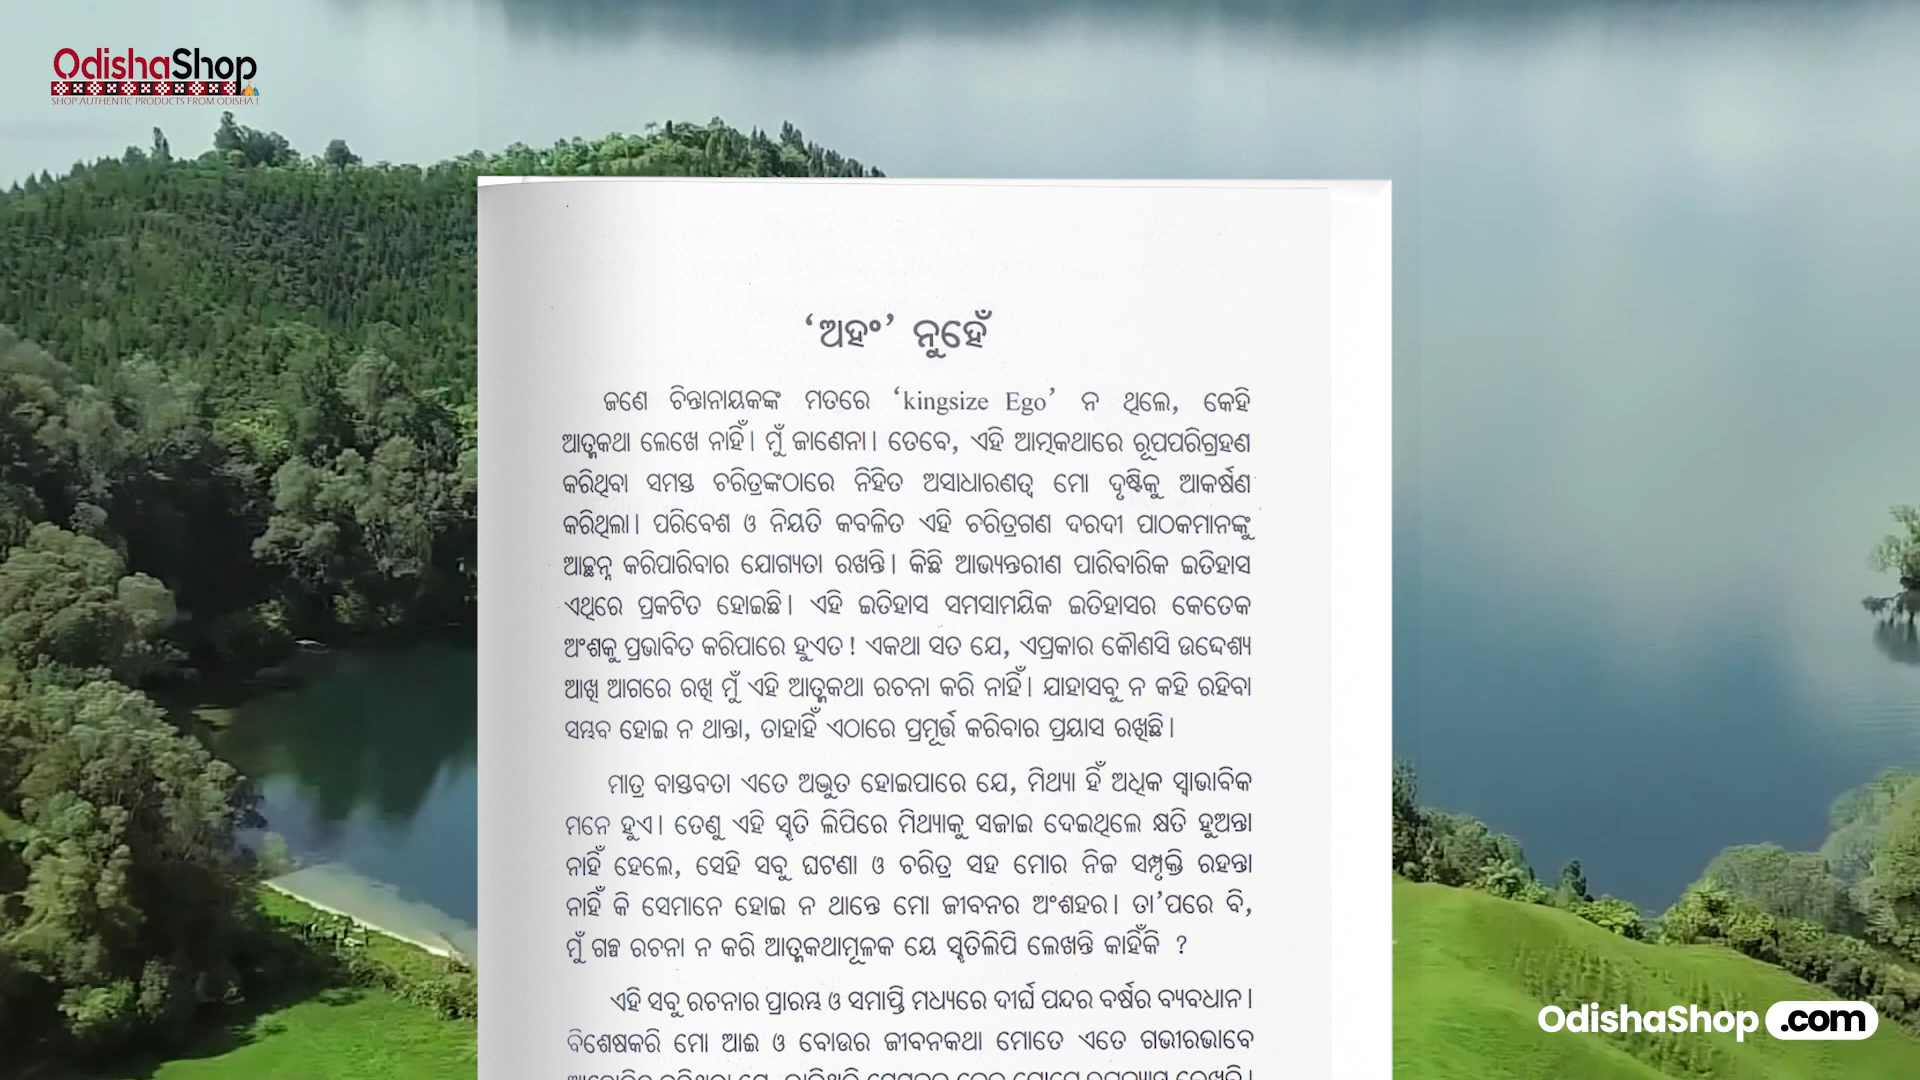 OdishaShop
SHOP AUTHENTIC PRODUCTS FROM ODISHA !
‘ଅହଂ’ ନୁହେଁ
ଜଣେ ଚିନ୍ତାନାୟକଙ୍କ ମତରେ ‘kingsize Ego’ ନ ଥିଲେ, କେହି
ଆତ୍ମକଥା ଲେଖେ ନାହିଁ। ମୁଁ ଜାଣେନା। ତେବେ, ଏହି ଆତ୍ମକଥାରେ ରୂପପରିଗ୍ରହଣ
କରିଥିବା ସମସ୍ତ ଚରିତ୍ରଙ୍କଠାରେ ନିହିତ ଅସାଧାରଣତ୍ୱ ମୋ ଦୃଷ୍ଟିକୁ ଆକର୍ଷଣ
କରିଥିଲା। ପରିବେଶ ଓ ନିୟତି କବଳିତ ଏହି ଚରିତ୍ରଗଣ ଦରଦୀ ପାଠକମାନଙ୍କୁ
ଆଚ୍ଛନ୍ନ କରିପାରିବାର ଯୋଗ୍ୟତା ରଖନ୍ତି। କିଛି ଆଭ୍ୟନ୍ତରୀଣ ପାରିବାରିକ ଇତିହାସ
ଏଥିରେ ପ୍ରକଟିତ ହୋଇଛି। ଏହି ଇତିହାସ ସମସାମୟିକ ଇତିହାସର କେତେକ
ଅଂଶକୁ ପ୍ରଭାବିତ କରିପାରେ ହୁଏତ! ଏକଥା ସତ ଯେ, ଏପ୍ରକାର କୌଣସି ଉଦ୍ଦେଶ୍ୟ
ଆଖି ଆଗରେ ରଖି ମୁଁ ଏହି ଆତ୍ମକଥା ରଚନା କରି ନାହିଁ। ଯାହାସବୁ ନ କହି ରହିବା
ସମ୍ଭବ ହୋଇ ନ ଥାନ୍ତା, ତାହାହିଁ ଏଠାରେ ପ୍ରମୂର୍ତ୍ତ କରିବାର ପ୍ରୟାସ ରଖିଛି।
ମାତ୍ର ବାସ୍ତବତା ଏତେ ଅଦ୍ଭୁତ ହୋଇପାରେ ଯେ, ମିଥ୍ୟା ହିଁ ଅଧିକ ସ୍ୱାଭାବିକ
ମନେ ହୁଏ। ତେଣୁ ଏହି ସ୍ମୃତି ଲିପିରେ ମିଥ୍ୟାକୁ ସଜାଇ ଦେଇଥିଲେ କ୍ଷତି ହୁଅନ୍ତା
ନାହିଁ ହେଲେ, ସେହି ସବୁ ଘଟଣା ଓ ଚରିତ୍ର ସହ ମୋର ନିଜ ସମ୍ପୃକ୍ତି ରହନ୍ତା
ନାହିଁ କି ସେମାନେ ହୋଇ ନ ଥାନ୍ତେ ମୋ ଜୀବନର ଅଂଶହର। ତା’ପରେ ବି,
ମୁଁ ଗଳ୍ପ ରଚନା ନ କରି ଆତ୍ମକଥାମୂଳକ ୟେ ସ୍ମୃତିଲିପି ଲେଖନ୍ତି କାହିଁକି ?
ଏହି ସବୁ ରଚନାର ପ୍ରାରମ୍ଭ ଓ ସମାପ୍ତି ମଧ୍ୟରେ ଦୀର୍ଘ ପନ୍ଦର ବର୍ଷର ବ୍ୟବଧାନ।
ବିଶେଷକରି ମୋ ଆଈ ଓ ବୋଉର ଜୀବନକଥା ମୋତେ ଏତେ ଗଭୀରଭାବେ
OdishaShop .com